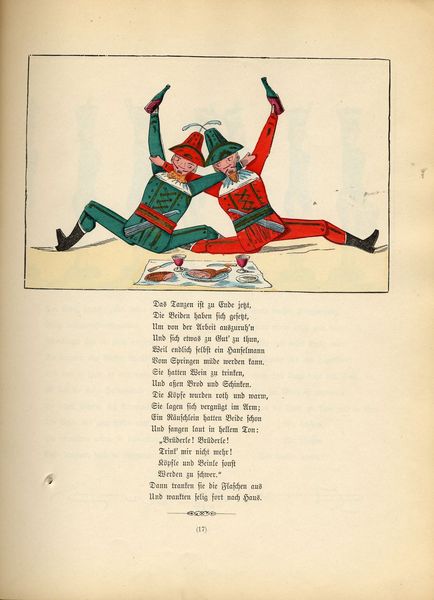 Das Tanzen ist zu Ende jetzt,
Die Beiden haben sich gesetzt,
Um von der Arbeit auszuruh'n
Und sich etwas zu Gut' zu thun,
Weil endlich selbst ein Hanselmann
Vom Springen müde werden kann.
Sie hatten Wein zu trinken,
Und aßen Brod und Schinken.
Die Köpfe wurden roth und warm,
Sie lagen sich vergnügt im Arm;
Ein Räuschlein hatten Beide schon
Und sangen laut in hellem Ton:
„Brüderle! Brüderle!
Trink' mir nicht mehr!
Köpfle und Beinle sonst
Werden zu schwer.“
Dann tranken sie die Flaschen aus
Und wankten selig fort nach Haus.
(17)